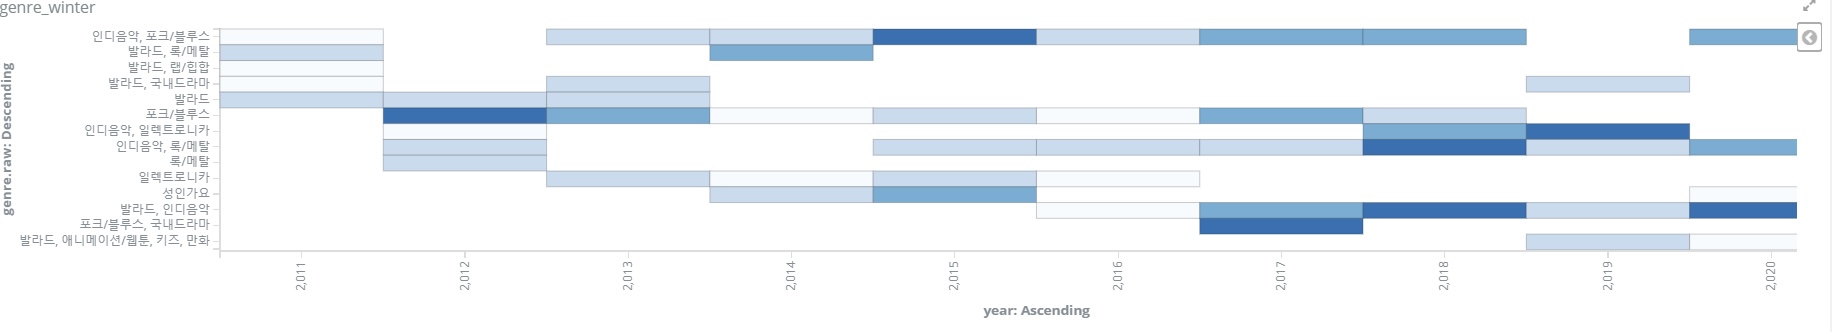 genre_winter
genre.raw: Descending
인디음악, 포크/블루스
발라드, 록/메탈
발라드, 랩/힙합
발라드, 국내드라마
발라드
포크/블루스
인디음악, 일렉트로니카
인디음악, 록/메탈
록/메탈
일렉트로니카
성인가요
발라드, 인디음악
포크/블루스, 국내드라마
발라드, 애니메이션/웹툰, 키즈, 만화
2,011
2,012
2,013
2,014
2,015
2,016
2,017
2,018
2,019
2,020
year: Ascending